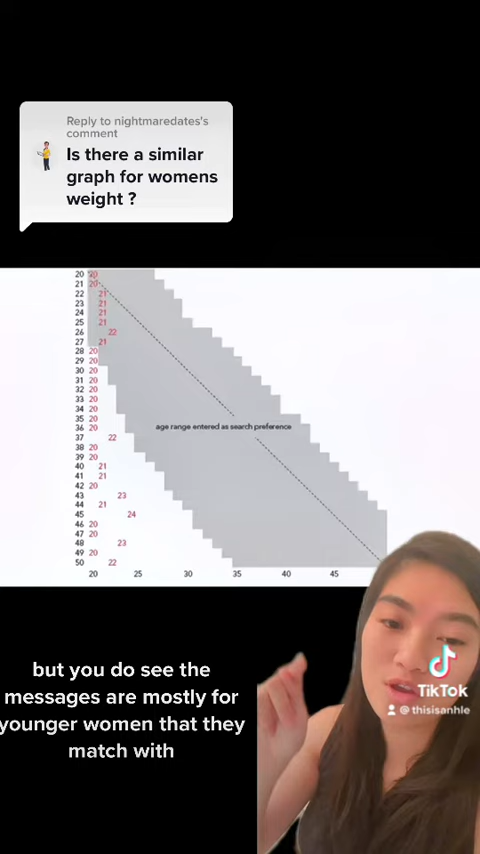 Reply to nightmaredates's
comment
Is there a similar
graph for womens
weight ?
20 20
21 20
22 21
23 21
24 21
25 21
26 22
27 21
28 20
29 20
30 20
31 20
32 20
33 20
34 20
35 20
36 20
age range entered as search preference
37 22
38 20
39 20
40 21
41 21
42 20
43 23
44 21
45 24
46 20
47 20
48 23
49 20
50 22
20 25 30 35 40 45
but you do see the
messages are mostly for
younger women that they
match with
TikTok
@thisisanhle